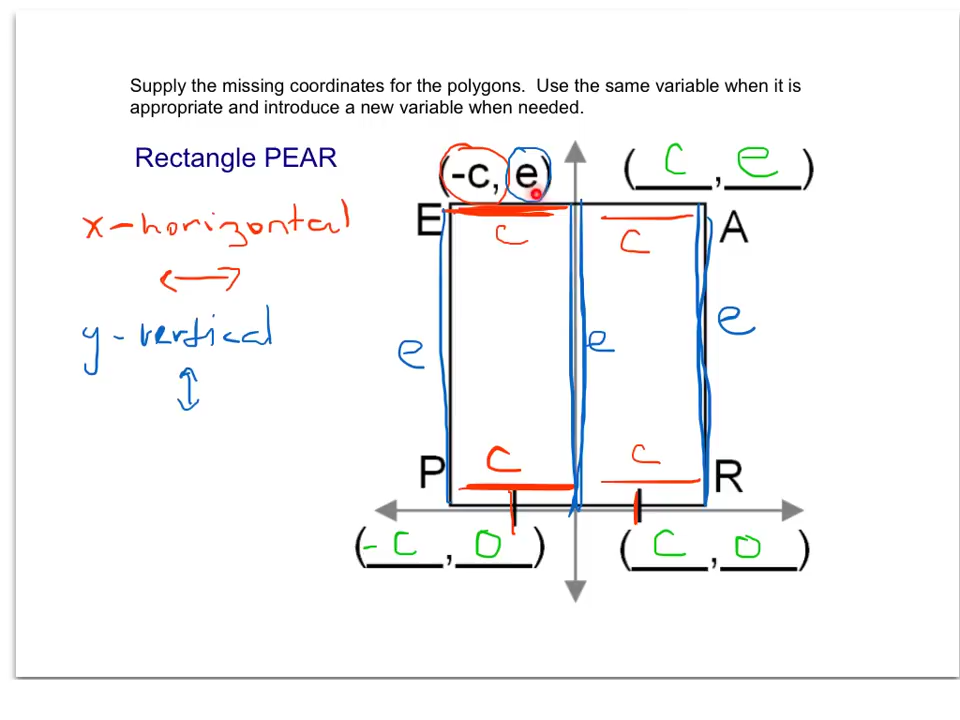 Supply the missing coordinates for the polygons. Use the same variable when it is
appropriate and introduce a new variable when needed.
Rectangle PEAR
(-c, e)
(c, e)
x-horizontal
E
c
c
A
y-vertical
e
e
e
P
c
c
R
(-c, 0)
(c, 0)